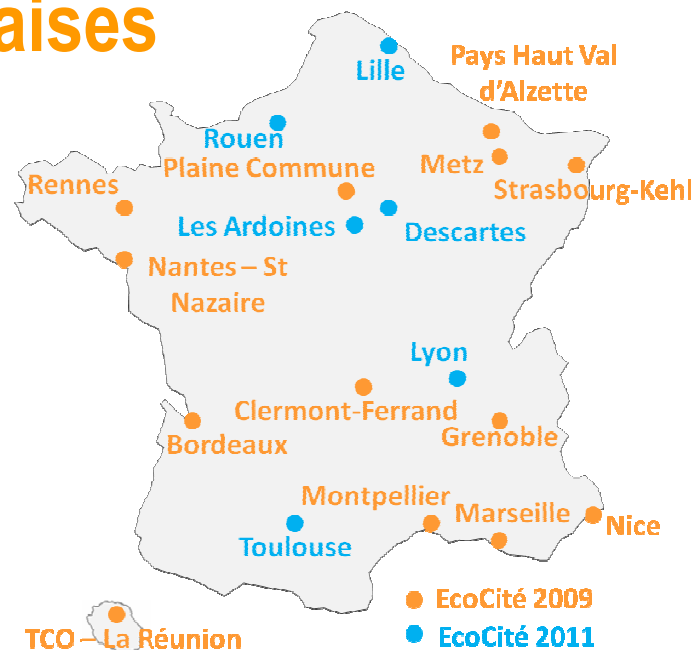 aises
Lille
Pays Haut Val
d'Alzette
Rouen
Plaine Commune
Metz
Rennes
Strasbourg-Kehl
Les Ardoines
Descartes
Nantes – St
Nazaire
Lyon
Clermont-Ferrand
Bordeaux
Grenoble
Montpellier
Marseille
Nice
Toulouse
EcoCité 2009
TCO – La Réunion
EcoCité 2011